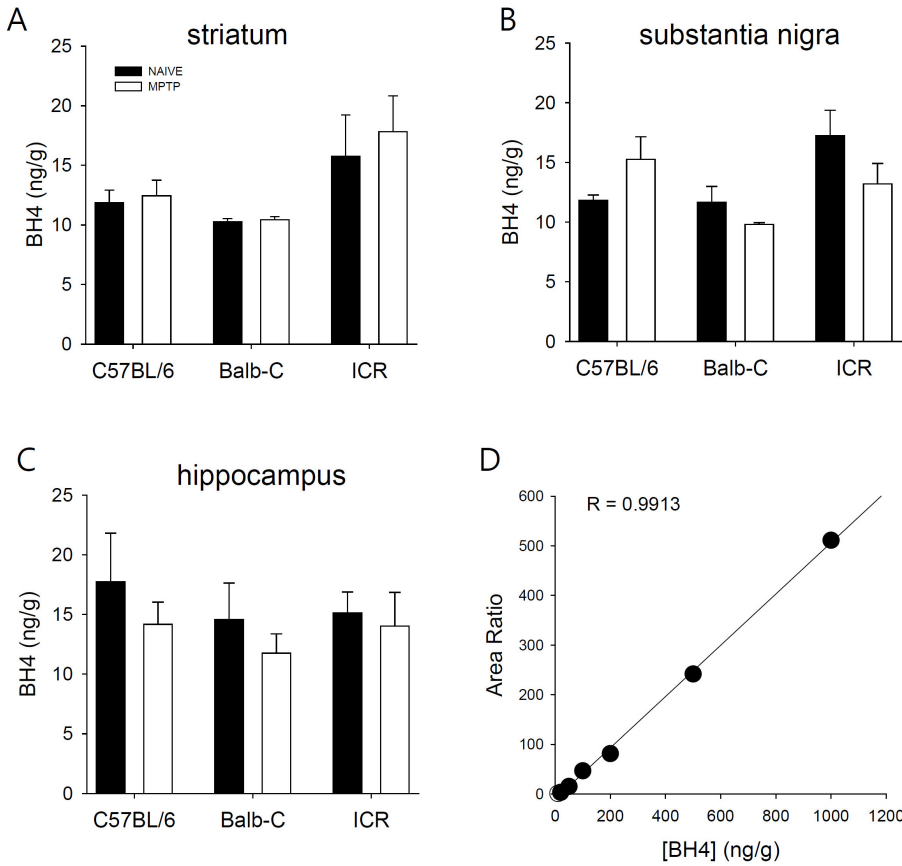 A
striatum
25
20
15
10
5
0
BH4 (ng/g)
NAIVE
MPTP
C57BL/6 Balb-C ICR
B
substantia nigra
25
20
15
10
5
0
BH4 (ng/g)
C57BL/6 Balb-C ICR
C
hippocampus
25
20
15
10
5
0
BH4 (ng/g)
C57BL/6 Balb-C ICR
D
R = 0.9913
600
500
400
300
200
100
0
Area Ratio
0 200 400 600 800 1000 1200
[BH4] (ng/g)